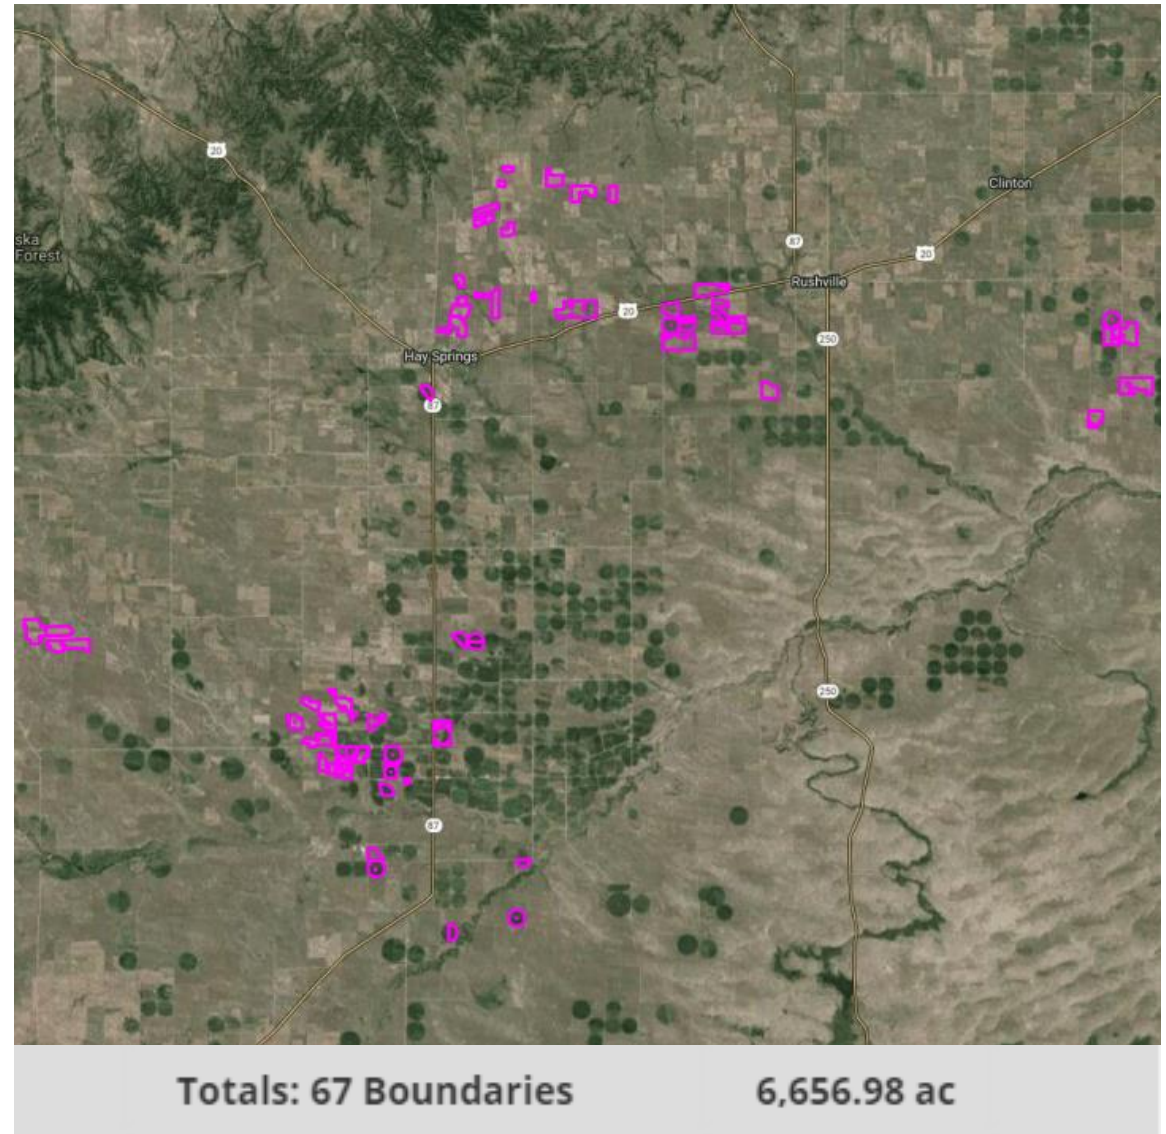 20
Clinton
ska
Forest
87
20
Rushville
20
250
Hay Springs
87
250
87
Totals: 67 Boundaries 6,656.98 ac